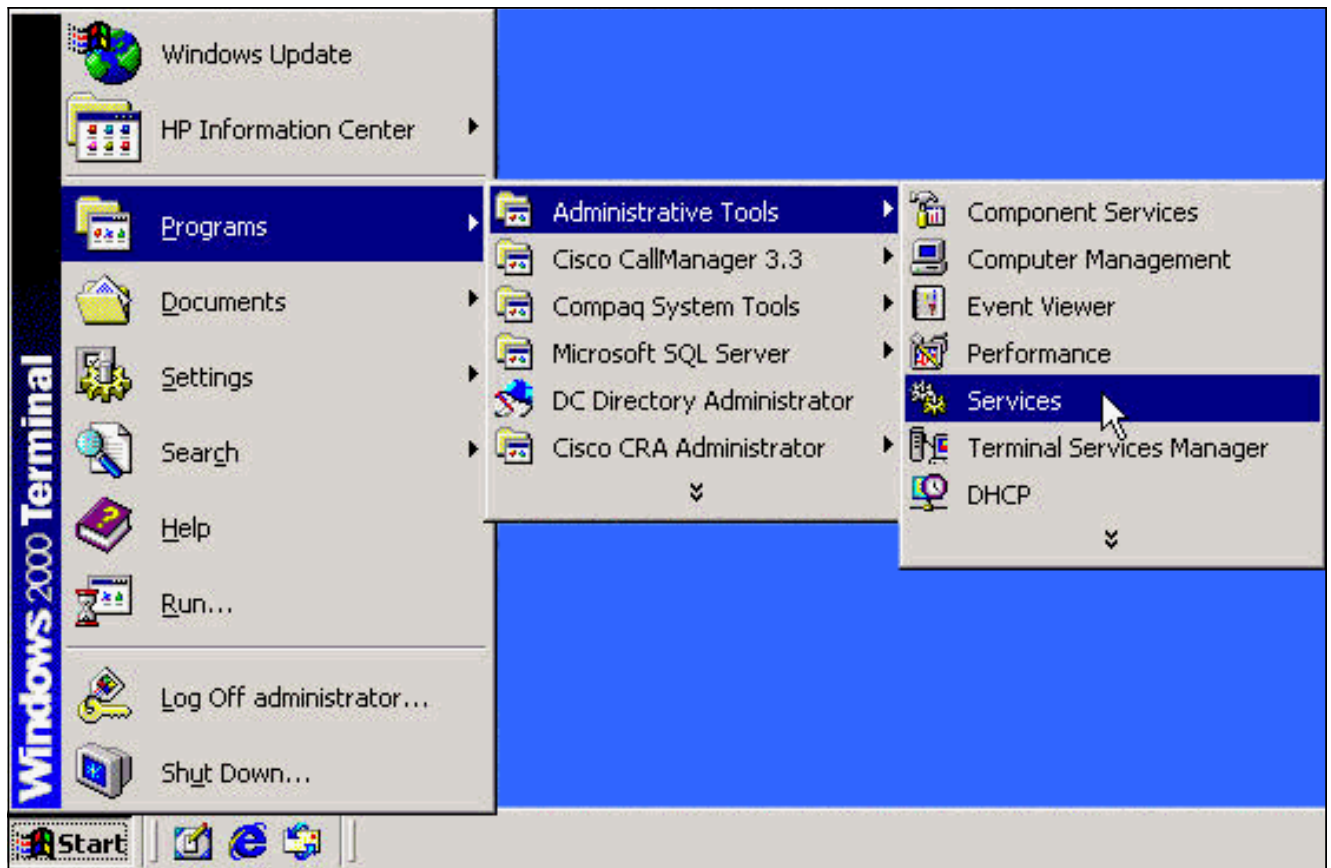 Windows Update
HP Information Center
Programs
Documents
Settings
Search
Help
Run...
Log Off administrator...
Shut Down...
Windows 2000 Terminal
Administrative Tools
Cisco CallManager 3.3
Compaq System Tools
Microsoft SQL Server
DC Directory Administrator
Cisco CRA Administrator
Component Services
Computer Management
Event Viewer
Performance
Services
Terminal Services Manager
DHCP
Start